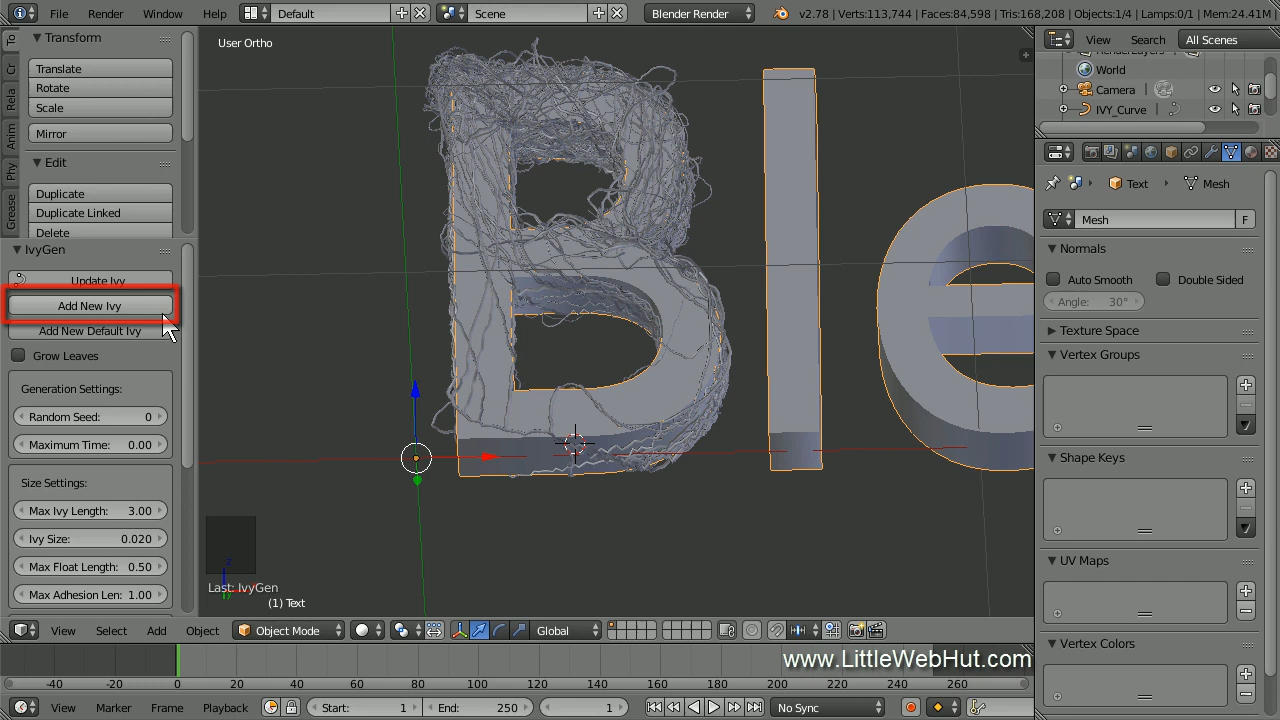 File Render Window Help Default Scene Blender Render v2.78 | Verts:113,744 | Faces:84,598 | Tris:168,208 | Objects:1/4 | Lamps:0/1 | Mem:24.41M
To
Cr
Rela
Anim
Phy
Grease
Transform
Translate
Rotate
Scale
Mirror
Edit
Duplicate
Duplicate Linked
Delete
IvyGen
Update Ivy
Add New Ivy
Add New Default Ivy
Grow Leaves
Generation Settings:
Random Seed: 0
Maximum Time: 0.00
Size Settings:
Max Ivy Length: 3.00
Ivy Size: 0.020
Max Float Length: 0.50
Max Adhesion Len: 1.00
User Ortho
Ble
Last: IvyGen
(1) Text
View Select Add Object Object Mode Global
www.LittleWebHut.com
-40 -20 0 20 40 60 80 100 120 140 160 180 200 220 240 260
View Marker Frame Playback Start: 1 End: 250 1 No Sync
View Search All Scenes
World
Camera
IVY_Curve
Text Mesh
Mesh F
Normals
Auto Smooth Double Sided
Angle: 30°
Texture Space
Vertex Groups
Shape Keys
UV Maps
Vertex Colors